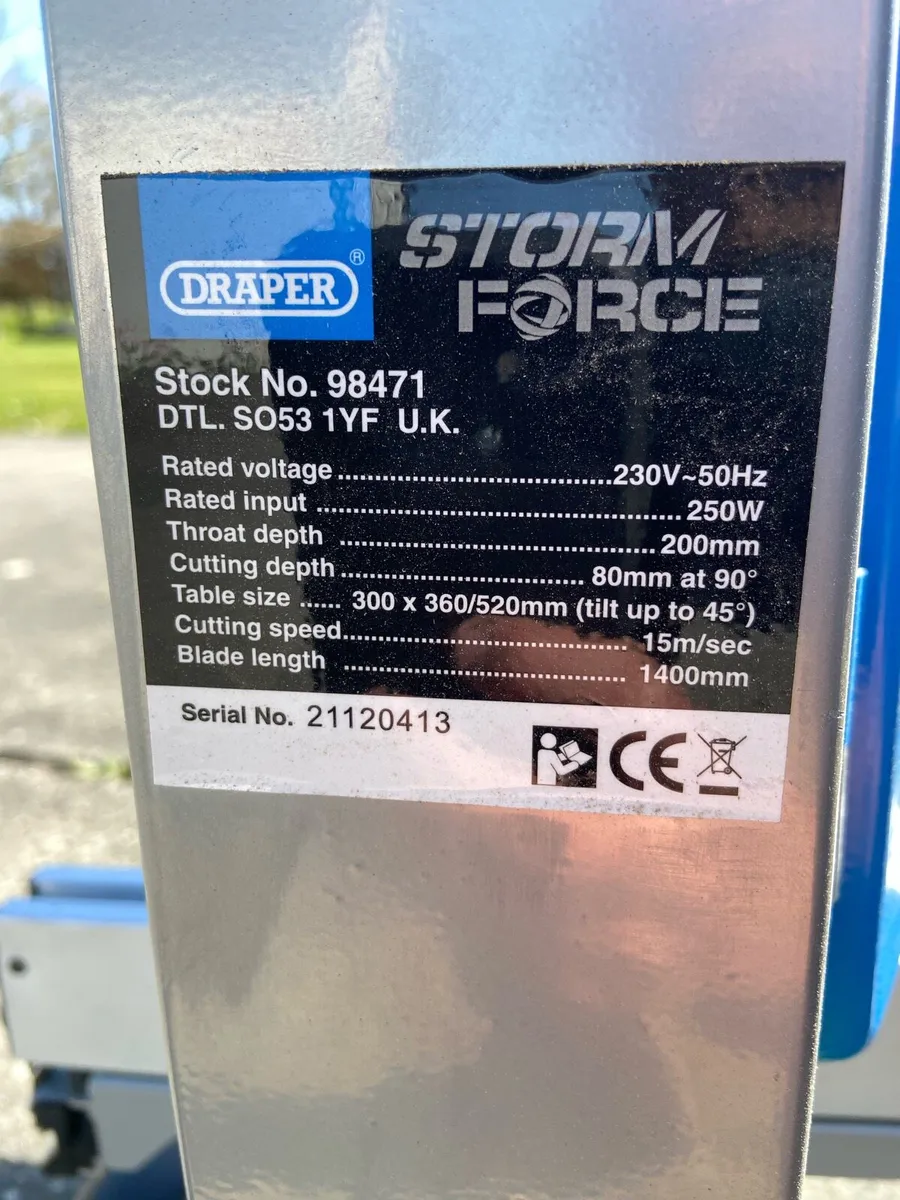 DRAPER®
STORM
FORCE
Stock No. 98471
DTL. SO53 1YF U.K.
Rated voltage ..................................... 230V~50Hz
Rated input .................................................. 250W
Throat depth ........................................... 200mm
Cutting depth ................................. 80mm at 90°
Table size ...... 300 x 360/520mm (tilt up to 45°)
Cutting speed....................................... 15m/sec
Blade length ...................................... 1400mm
Serial No. 21120413
CE